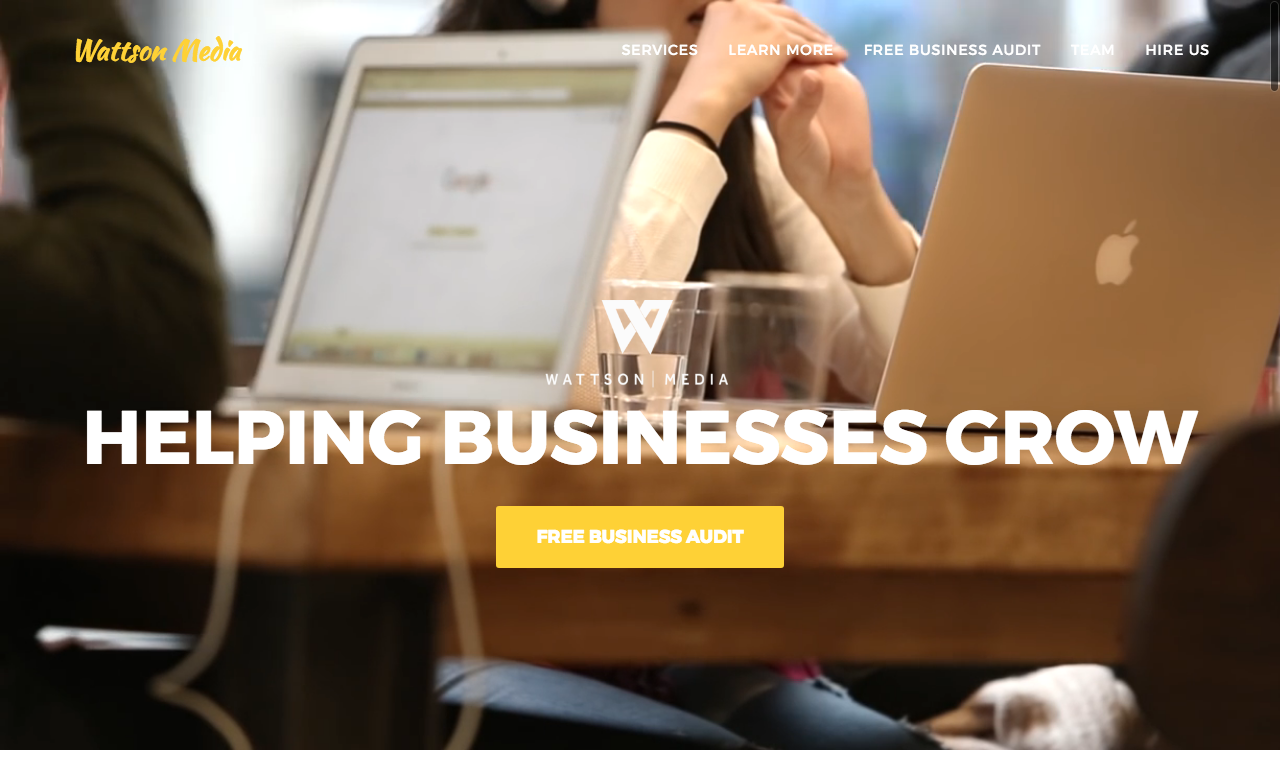 Wattson Media
SERVICES LEARN MORE FREE BUSINESS AUDIT TEAM HIRE US
Google
WATTSON | MEDIA
HELPING BUSINESSES GROW
FREE BUSINESS AUDIT